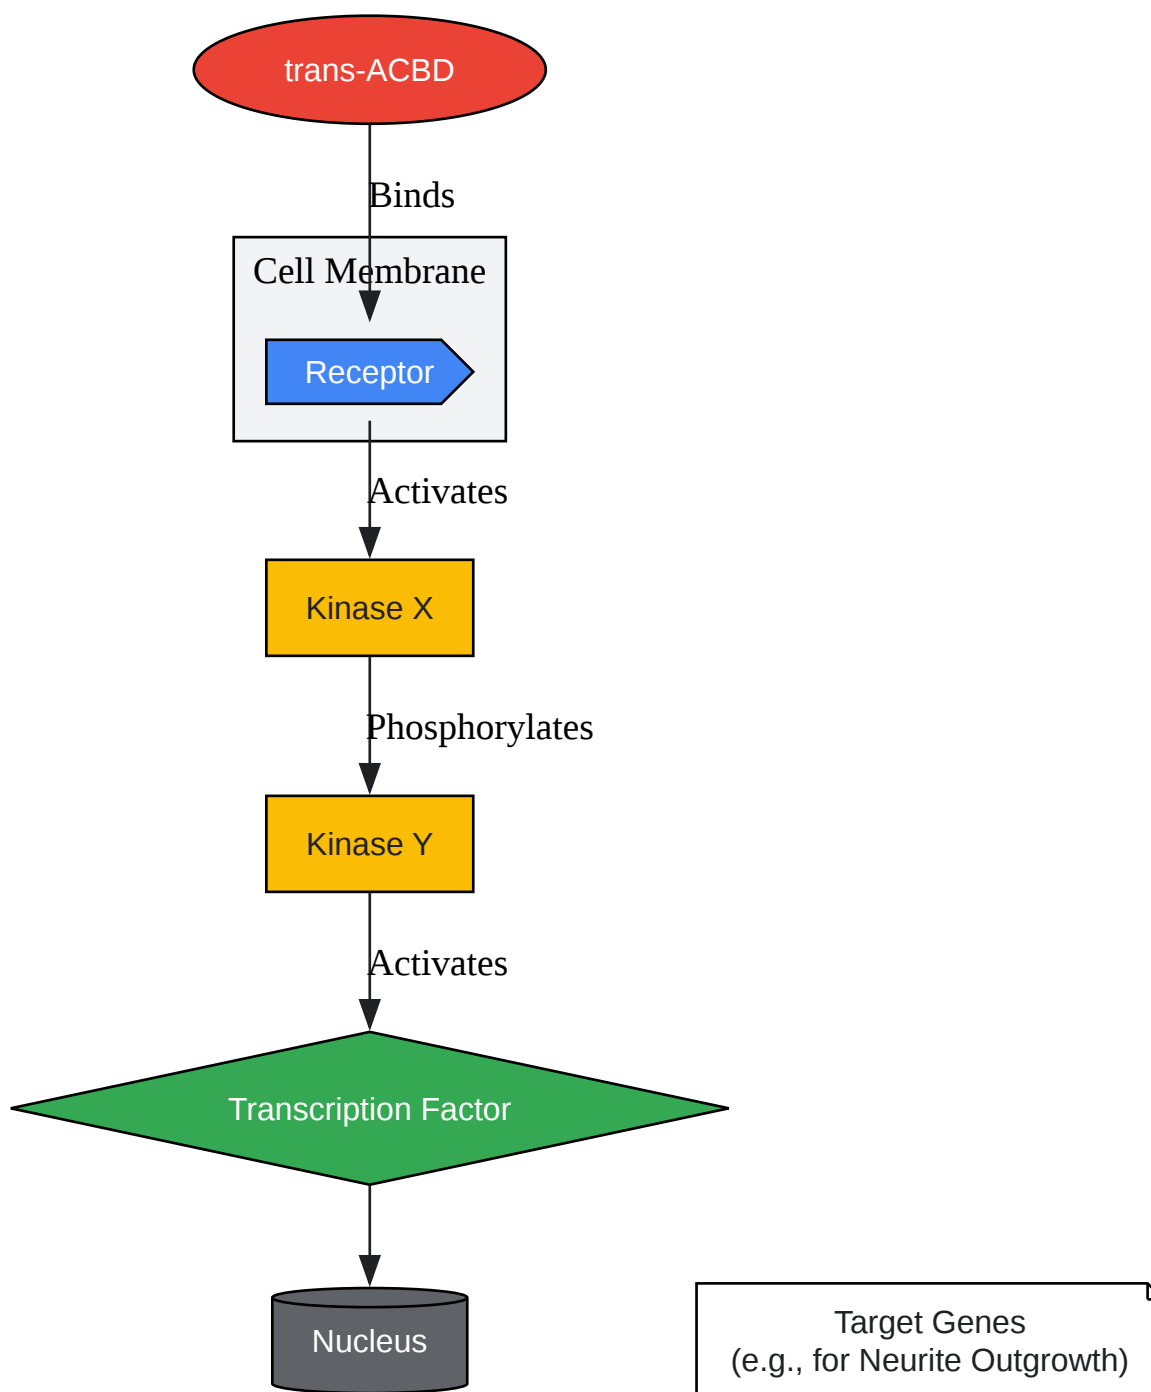 trans-ACBD
Binds
Cell Membrane
Receptor
Activates
Kinase X
Phosphorylates
Kinase Y
Activates
Transcription Factor
Nucleus
Target Genes
(e.g., for Neurite Outgrowth)